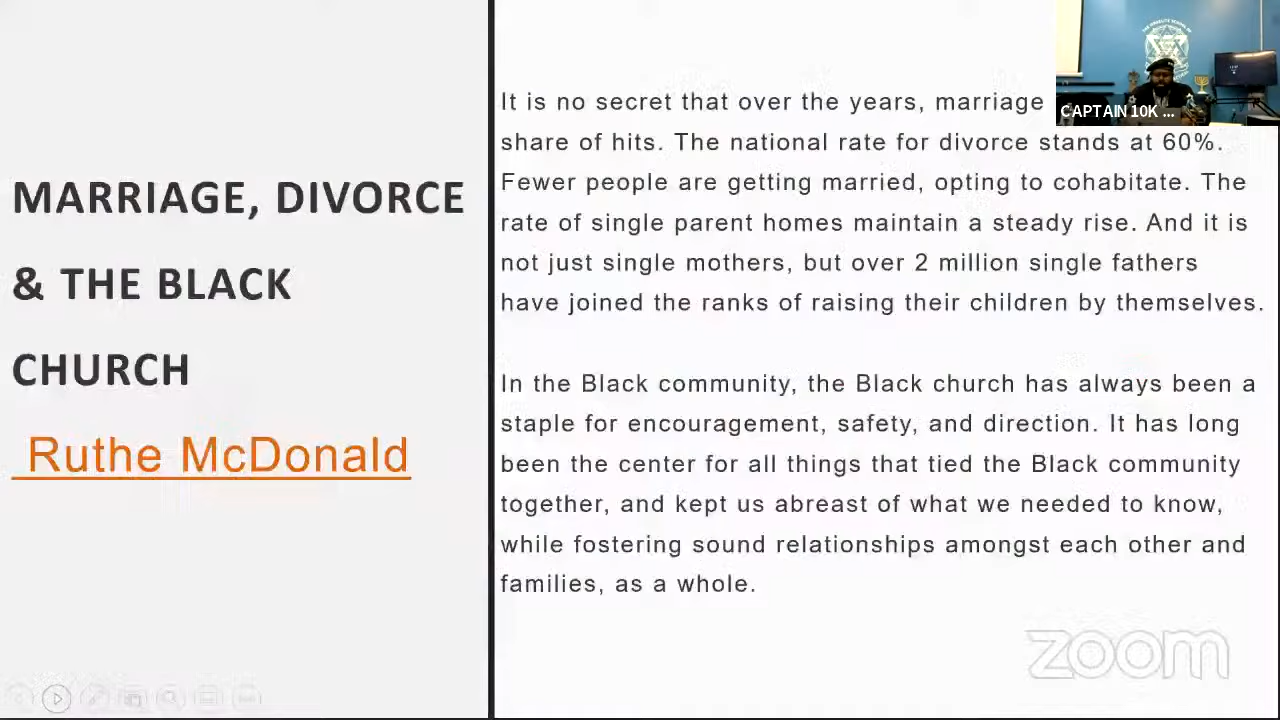 MARRIAGE, DIVORCE
& THE BLACK
CHURCH
Ruthe McDonald
It is no secret that over the years, marriage
share of hits. The national rate for divorce stands at 60%.
Fewer people are getting married, opting to cohabitate. The
rate of single parent homes maintain a steady rise. And it is
not just single mothers, but over 2 million single fathers
have joined the ranks of raising their children by themselves.
In the Black community, the Black church has always been a
staple for encouragement, safety, and direction. It has long
been the center for all things that tied the Black community
together, and kept us abreast of what we needed to know,
while fostering sound relationships amongst each other and
families, as a whole.
CAPTAIN 10K ...
zoom